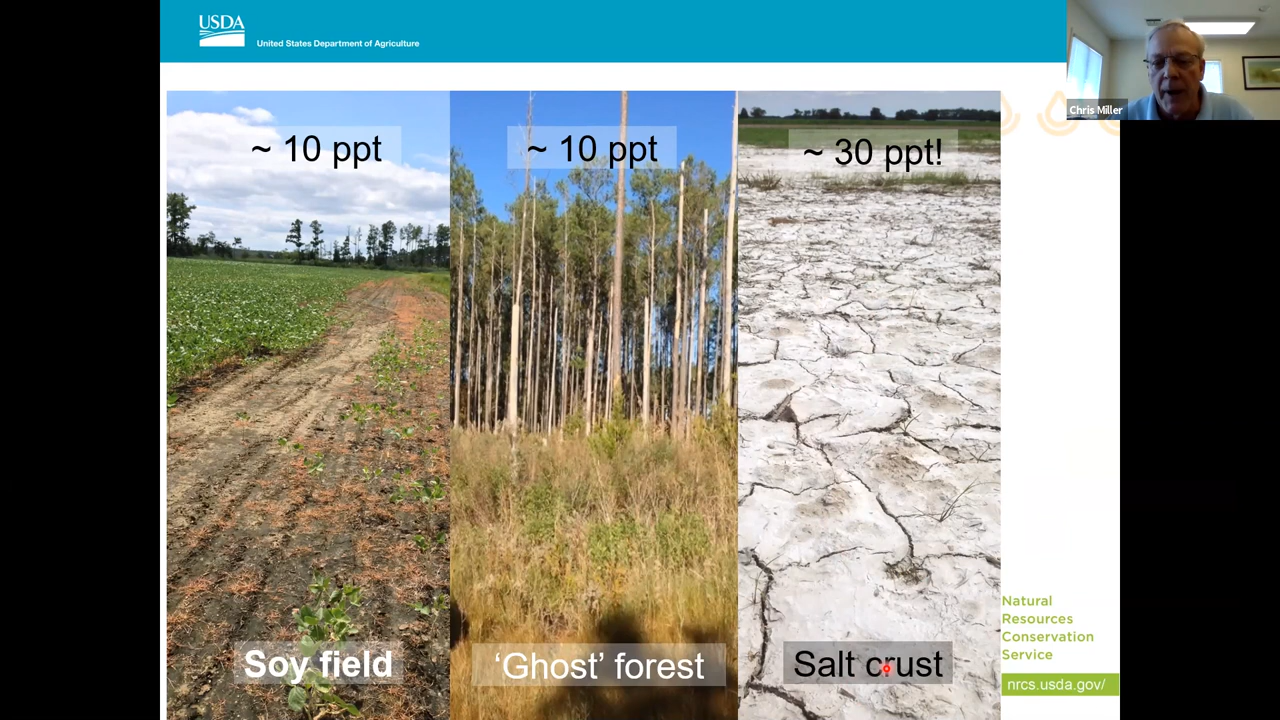 USDA
United States Department of Agriculture
Chris Miller
~ 10 ppt
~ 10 ppt
~ 30 ppt!
Soy field
‘Ghost’ forest
Salt crust
Natural
Resources
Conservation
Service
nrcs.usda.gov/